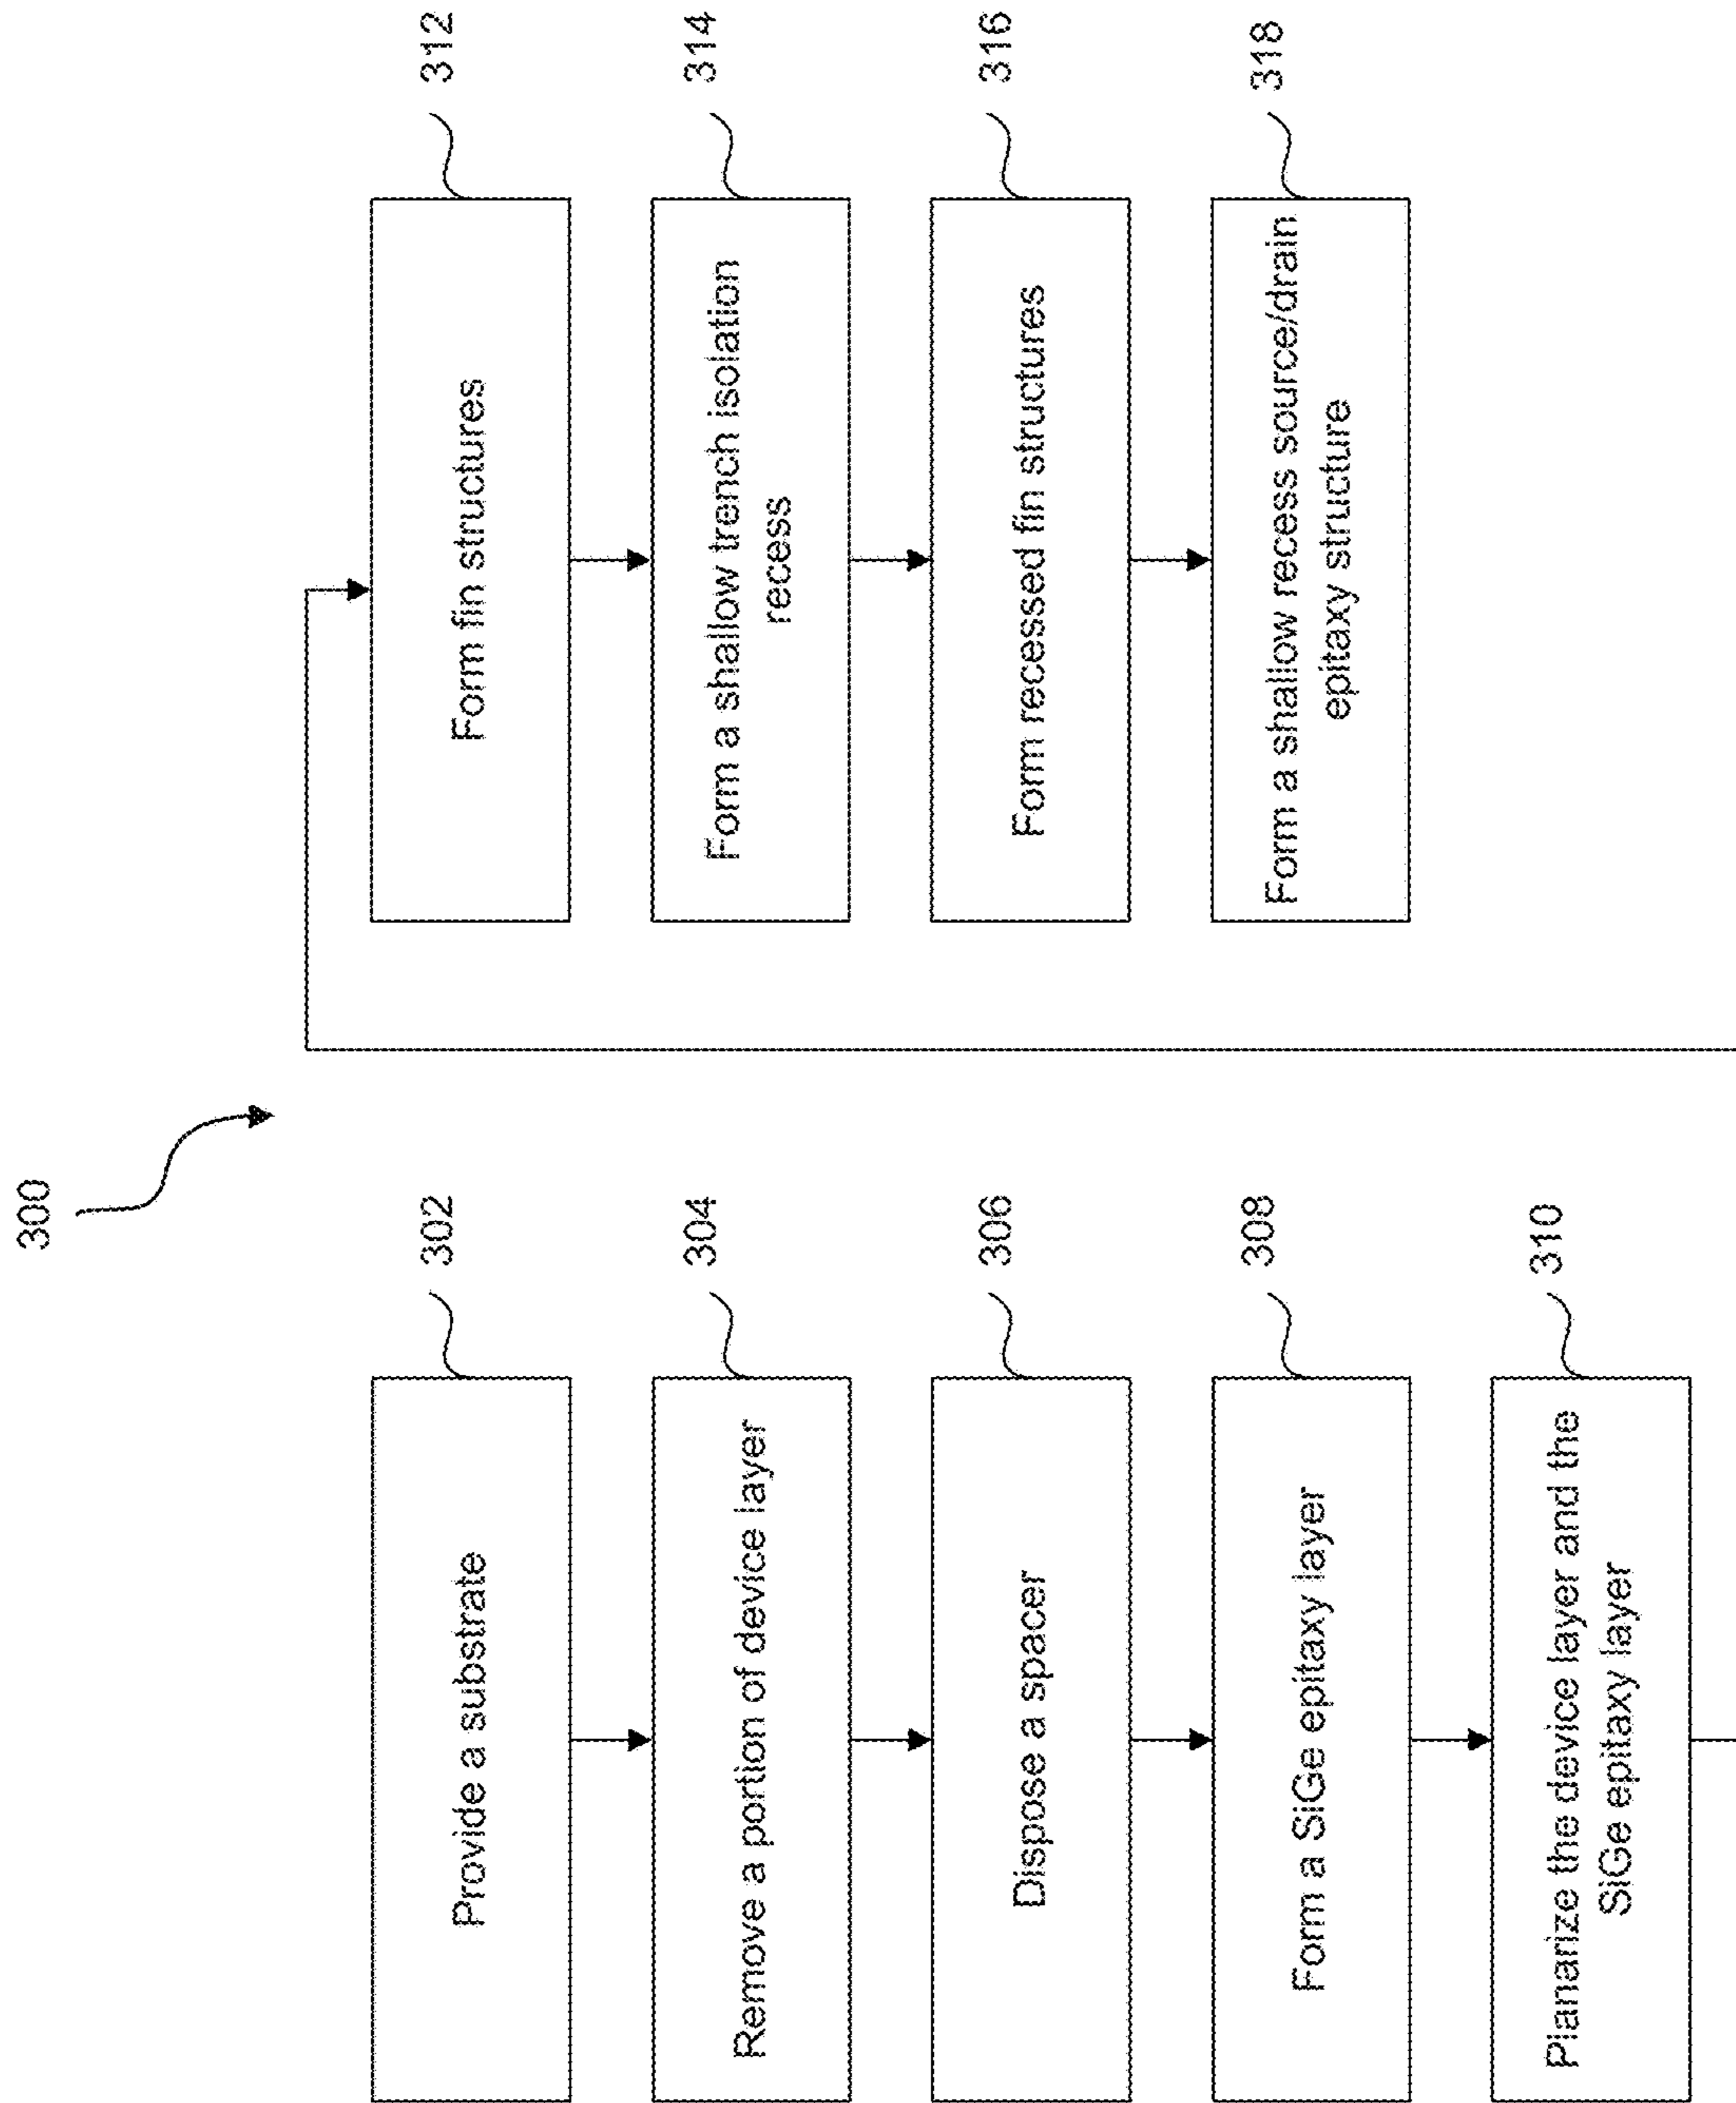 300
Provide a substrate
302
Remove a portion of device layer
304
Dispose a spacer
306
Form a SiGe epitaxy layer
308
Planarize the device layer and the
SiGe epitaxy layer
310
Form fin structures
312
Form a shallow trench isolation
recess
314
Form recessed fin structures
316
Form a shallow recess source/drain
epitaxy structure
318